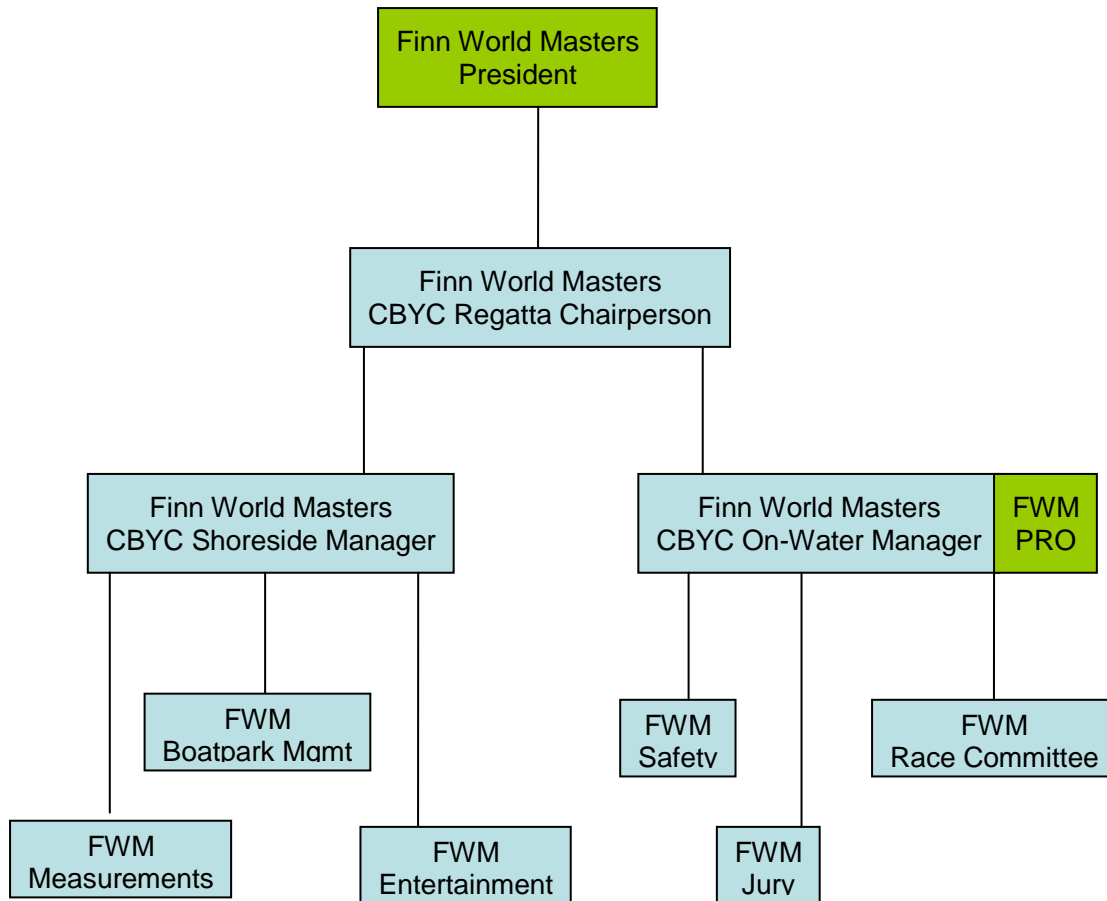 Finn World Masters
President
Finn World Masters
CBYC Regatta Chairperson
Finn World Masters
CBYC Shoreside Manager
Finn World Masters
CBYC On-Water Manager
FWM
PRO
FWM
Boatpark Mgmt
FWM
Safety
FWM
Race Committee
FWM
Measurements
FWM
Entertainment
FWM
Jury